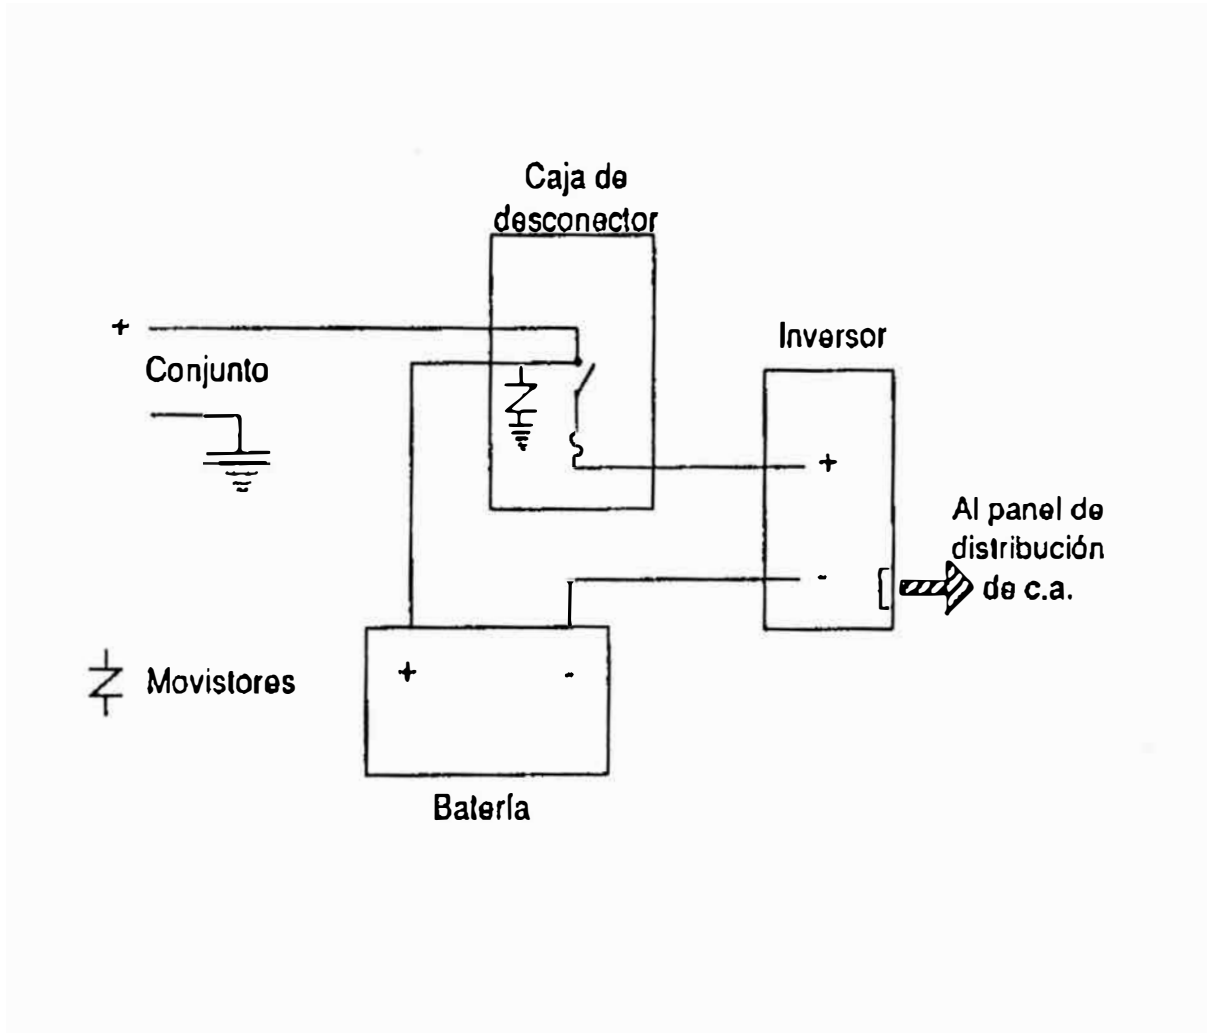 Caja de
desconector
+
Conjunto
Inversor
+
-
Al panel de
distribución
de c.a.
+
-
Movistores
Batería